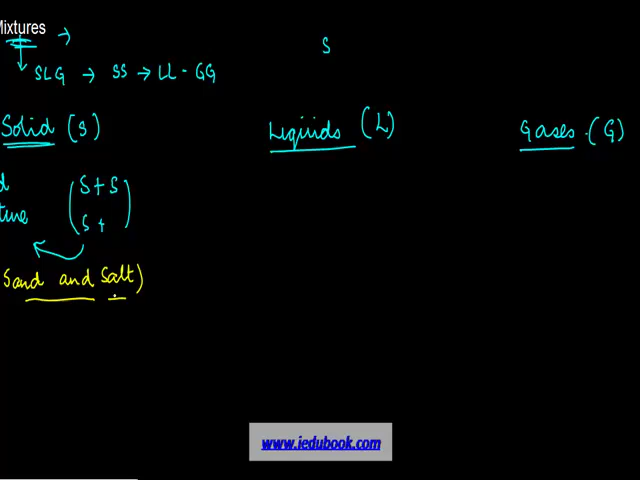 Mixtures
S
SLG → SS → LL - GG
Solid (S)
Liquids (L)
Gases (G)
S + S
S +
Sand and Salt)
www.iedubook.com